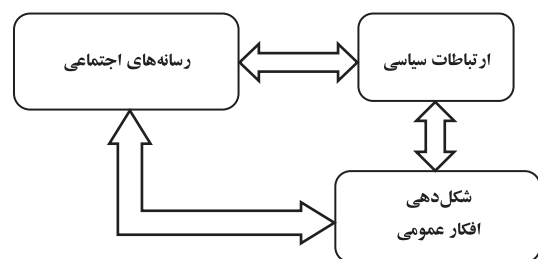 ارتباطات سیاسی
رسانه‌های اجتماعی
شکل‌دهی
افکار عمومی